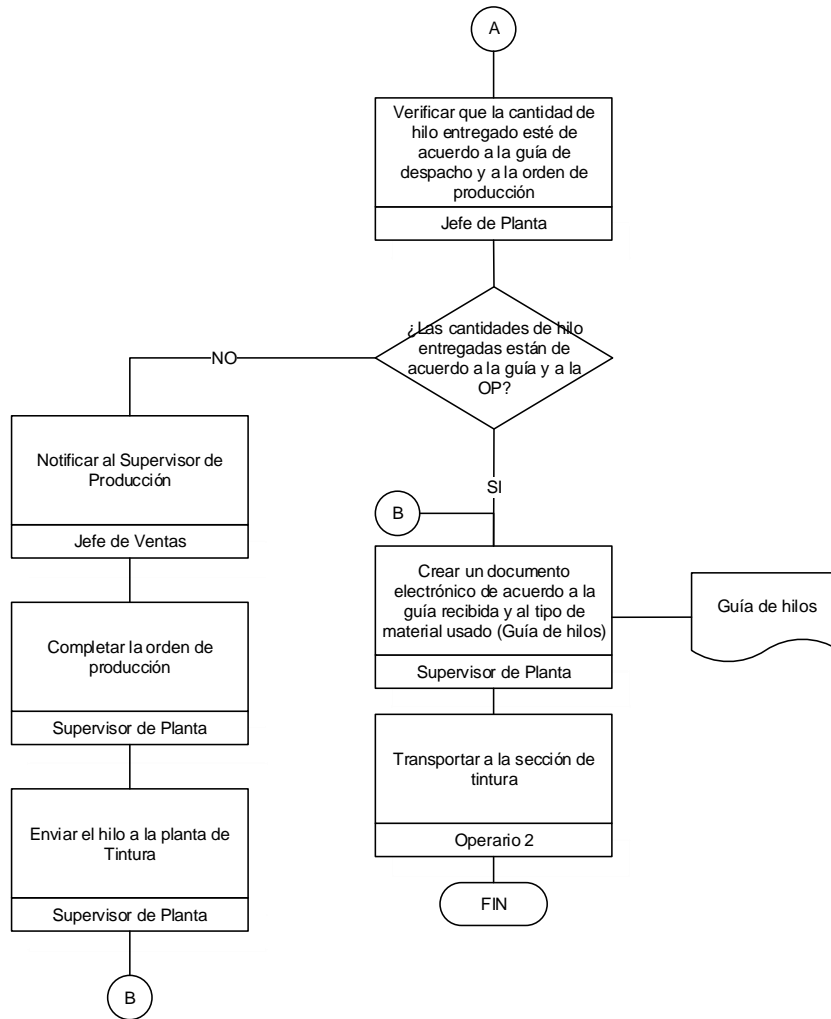 A
Verificar que la cantidad de
hilo entregado esté de
acuerdo a la guía de
despacho y a la orden de
producción
Jefe de Planta
¿Las cantidades de hilo
entregadas están de
acuerdo a la guía y a la
OP?
NO
Notificar al Supervisor de
Producción
Jefe de Ventas
Completar la orden de
producción
Supervisor de Planta
Enviar el hilo a la planta de
Tintura
Supervisor de Planta
B
SI
B
Crear un documento
electrónico de acuerdo a la
guía recibida y al tipo de
material usado (Guía de hilos)
Supervisor de Planta
Guía de hilos
Transportar a la sección de
tintura
Operario 2
FIN